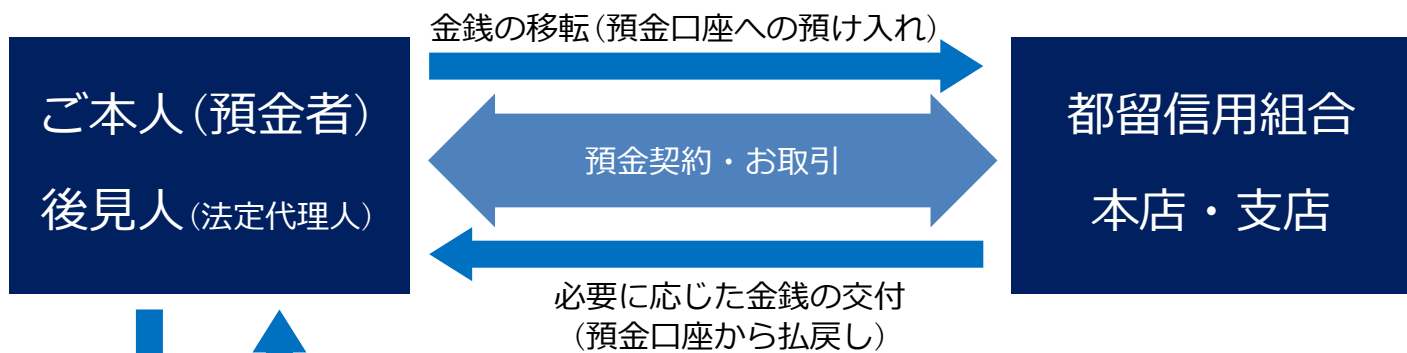 金銭の移転(預金口座への預け入れ)
ご本人(預金者)
後見人(法定代理人)
預金契約・お取引
都留信用組合
本店・支店
必要に応じた金銭の交付
(預金口座から払戻し)